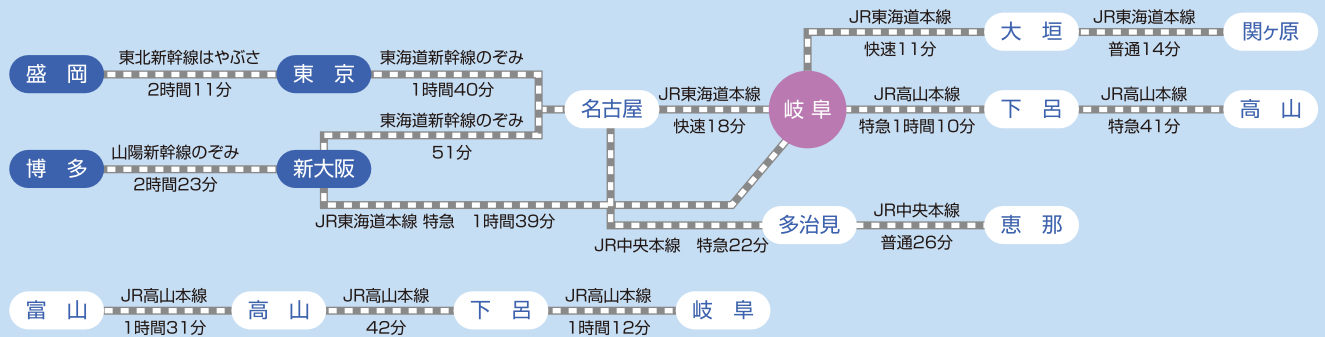 JR東海道本線
快速11分
大垣
JR東海道本線
普通14分
関ヶ原
盛岡
東北新幹線はやぶさ
2時間11分
東京
東海道新幹線のぞみ
1時間40分
名古屋
JR東海道本線
快速18分
岐阜
JR高山本線
特急1時間10分
下呂
JR高山本線
特急41分
高山
東海道新幹線のぞみ
51分
博多
山陽新幹線のぞみ
2時間23分
新大阪
JR東海道本線 特急 1時間39分
JR中央本線 特急22分
多治見
JR中央本線
普通26分
恵那
富山
JR高山本線
1時間31分
高山
JR高山本線
42分
下呂
JR高山本線
1時間12分
岐阜